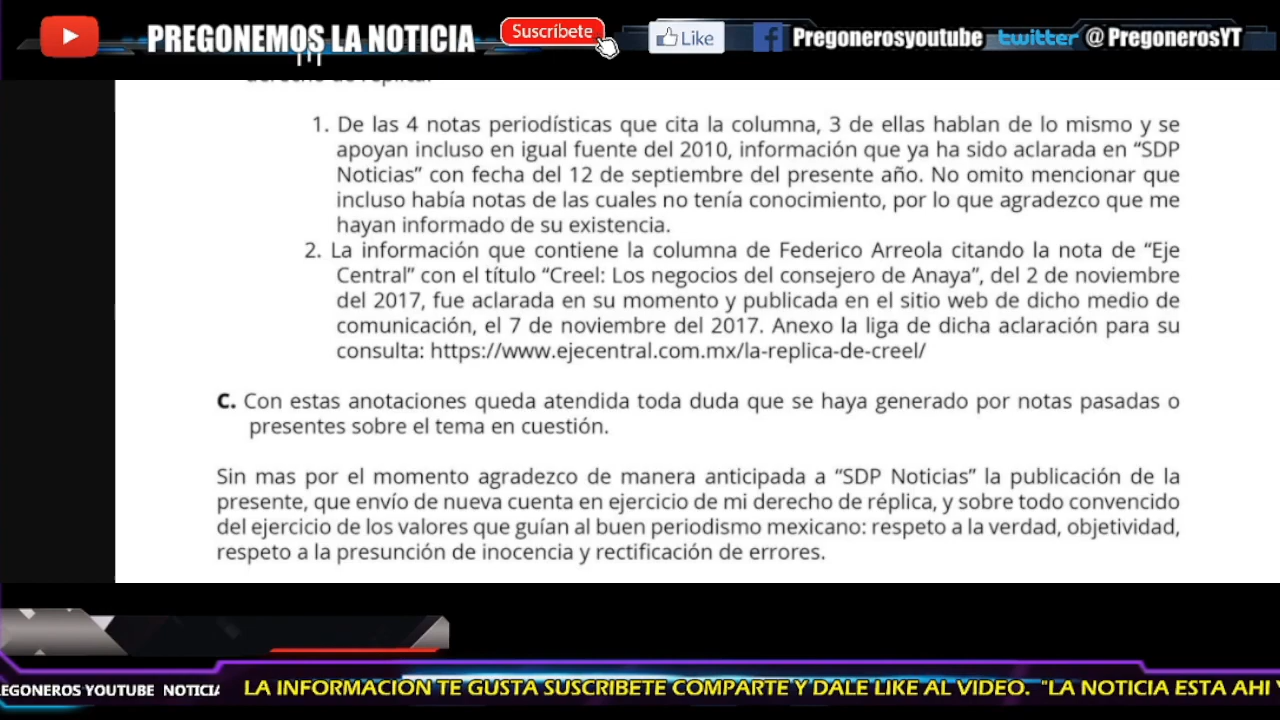 PREGONEMOS LA NOTICIA
Suscríbete
Like
Pregonerosyoutube
twitter @PregonerosYT
derecho de réplica.
1. De las 4 notas periodísticas que cita la columna, 3 de ellas hablan de lo mismo y se
apoyan incluso en igual fuente del 2010, información que ya ha sido aclarada en “SDP
Noticias” con fecha del 12 de septiembre del presente año. No omito mencionar que
incluso había notas de las cuales no tenía conocimiento, por lo que agradezco que me
hayan informado de su existencia.
2. La información que contiene la columna de Federico Arreola citando la nota de “Eje
Central” con el título “Creel: Los negocios del consejero de Anaya”, del 2 de noviembre
del 2017, fue aclarada en su momento y publicada en el sitio web de dicho medio de
comunicación, el 7 de noviembre del 2017. Anexo la liga de dicha aclaración para su
consulta: https://www.ejecentral.com.mx/la-replica-de-creel/
C. Con estas anotaciones queda atendida toda duda que se haya generado por notas pasadas o
presentes sobre el tema en cuestión.
Sin mas por el momento agradezco de manera anticipada a “SDP Noticias” la publicación de la
presente, que envío de nueva cuenta en ejercicio de mi derecho de réplica, y sobre todo convencido
del ejercicio de los valores que guían al buen periodismo mexicano: respeto a la verdad, objetividad,
respeto a la presunción de inocencia y rectificación de errores.
EGONEROS YOUTUBE NOTICIA
LA INFORMACION TE GUSTA SUSCRIBETE COMPARTE Y DALE LIKE AL VIDEO. "LA NOTICIA ESTA AHI Y